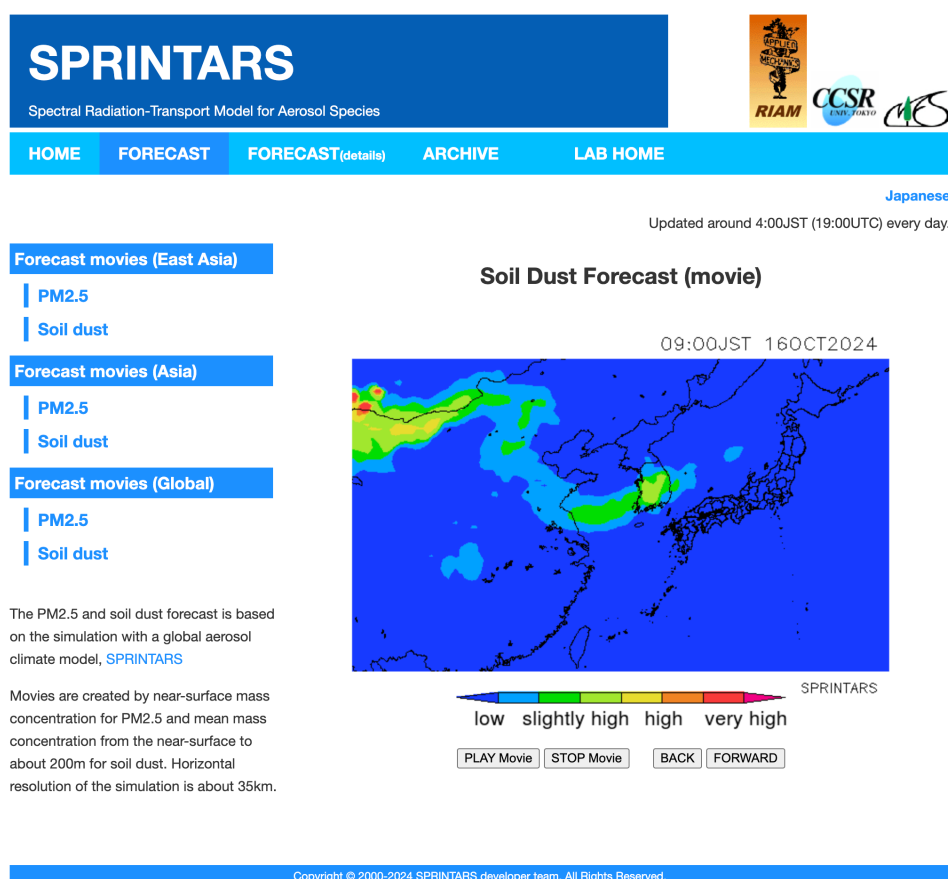 SPRINTARS
Spectral Radiation-Transport Model for Aerosol Species
APPLIED
MECHANICS
RIAM
CCSR
UNIV. TOKYO
MES
HOME FORECAST FORECAST(details) ARCHIVE LAB HOME
Japanese
Updated around 4:00JST (19:00UTC) every day.
Forecast movies (East Asia)
PM2.5
Soil dust
Forecast movies (Asia)
PM2.5
Soil dust
Forecast movies (Global)
PM2.5
Soil dust
The PM2.5 and soil dust forecast is based
on the simulation with a global aerosol
climate model, SPRINTARS
Movies are created by near-surface mass
concentration for PM2.5 and mean mass
concentration from the near-surface to
about 200m for soil dust. Horizontal
resolution of the simulation is about 35km.
Soil Dust Forecast (movie)
09:00JST 16OCT2024
SPRINTARS
low slightly high high very high
PLAY Movie STOP Movie BACK FORWARD
Copyright © 2000-2024 SPRINTARS developer team. All Rights Reserved.